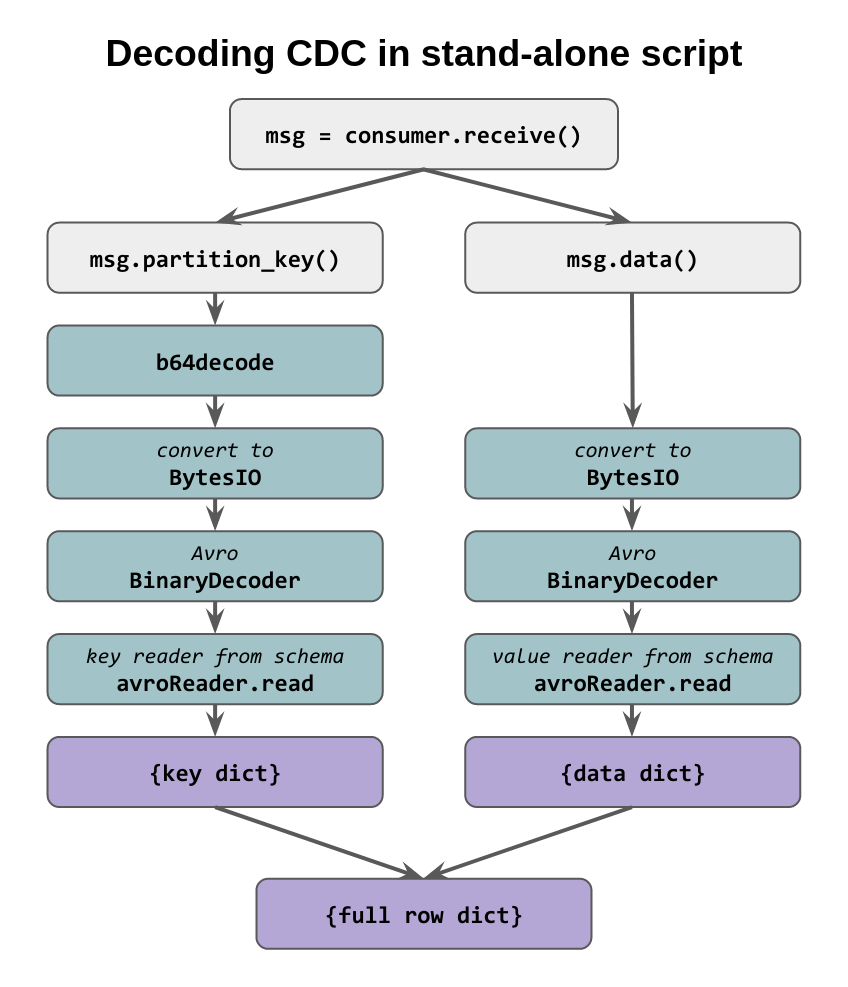 Decoding CDC in stand-alone script
msg = consumer.receive()
msg.partition_key()
msg.data()
b64decode
convert to
BytesIO
convert to
BytesIO
Avro
BinaryDecoder
Avro
BinaryDecoder
key reader from schema
avroReader.read
value reader from schema
avroReader.read
{key dict}
{data dict}
{full row dict}